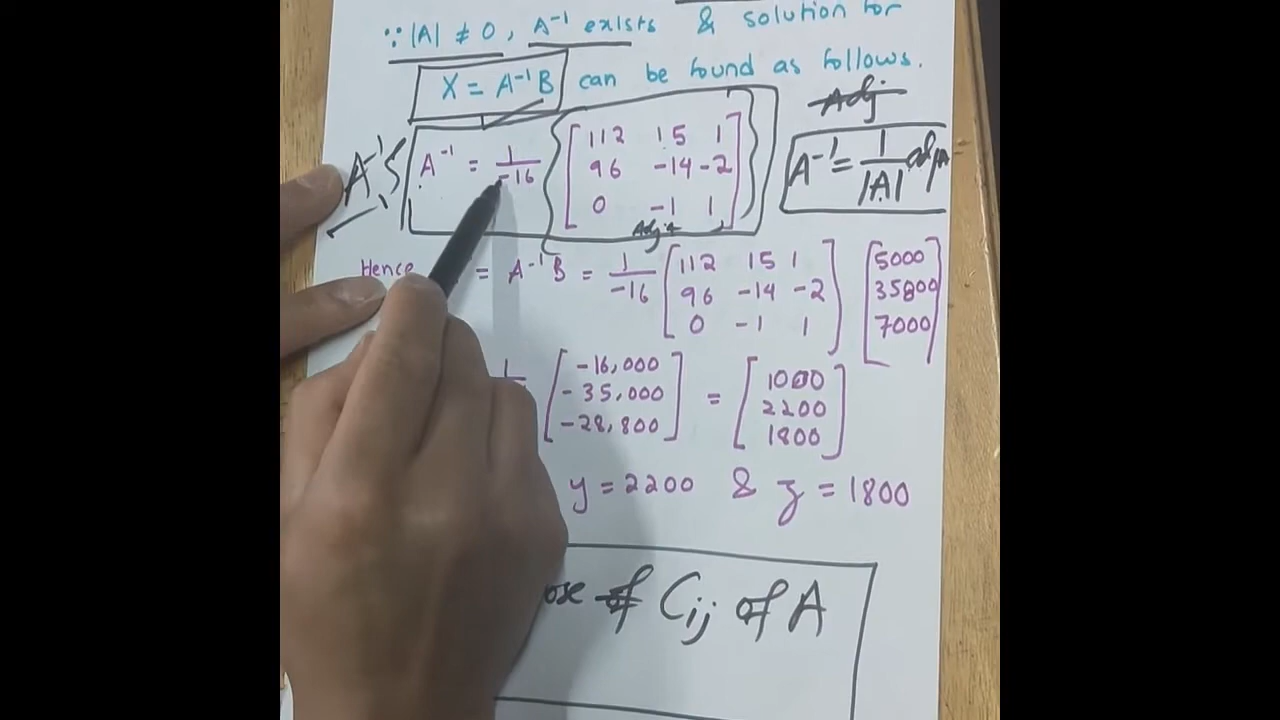 ∵ |A| ≠ 0, A⁻¹ exists & solution for
X = A⁻¹B can be found as follows.
Adj
A⁻¹ = 1/|A| adjA
A⁻¹ = 1/-16 [112 15 1
96 -14 -2
0 -1 1]
Adj A
Hence = A⁻¹B = 1/-16 [112 15 1
96 -14 -2
0 -1 1] [5000
35800
7000]
[-16,000
-35,000
-28,800] = [1000
2200
1800]
y = 2200 & z = 1800
of Cij of A